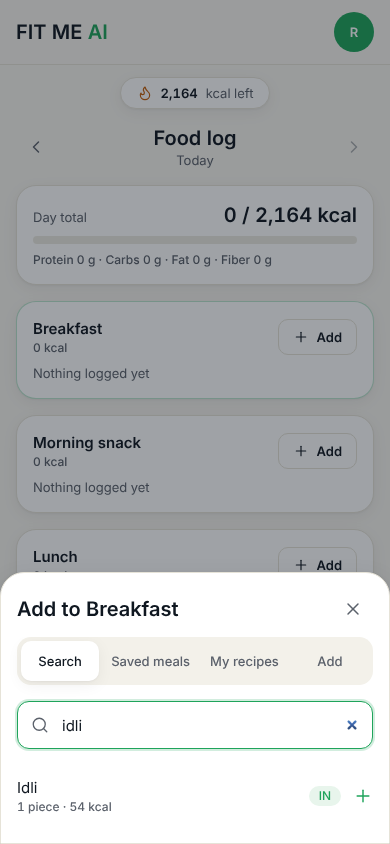 FIT ME AI
R
2,164 kcal left
Food log
Today
Day total
0 / 2,164 kcal
Protein 0 g · Carbs 0 g · Fat 0 g · Fiber 0 g
Breakfast
Add
0 kcal
Nothing logged yet
Morning snack
Add
0 kcal
Nothing logged yet
Lunch
Add
Add to Breakfast
Search Saved meals My recipes Add
idli
Idli
IN
1 piece · 54 kcal